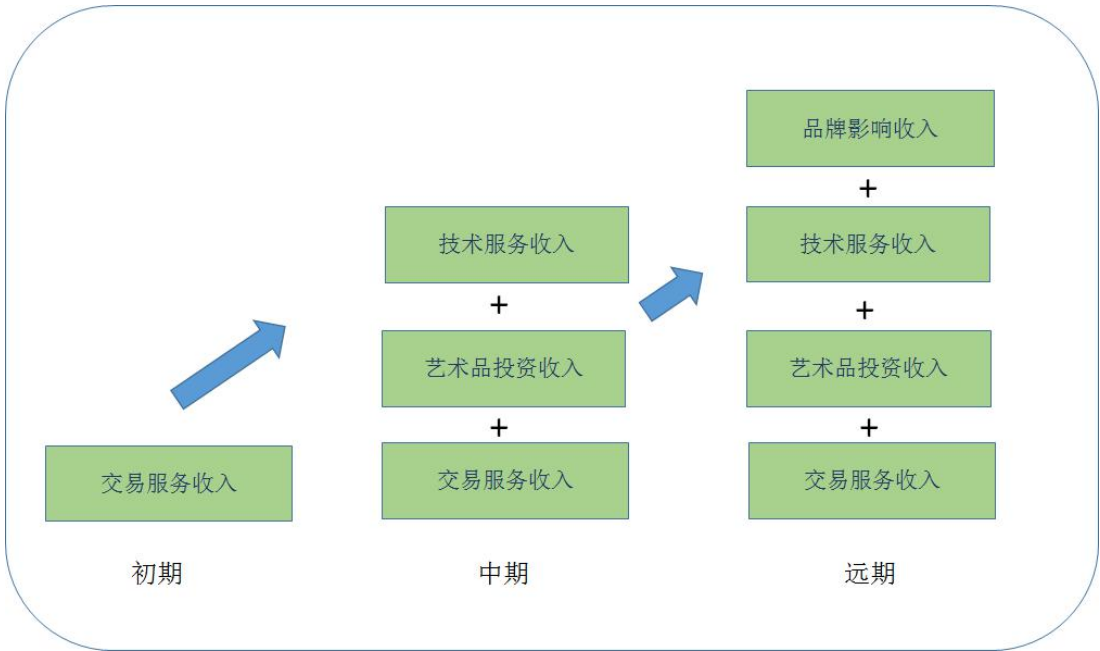 品牌影响收入
+
技术服务收入
技术服务收入
+
+
艺术品投资收入
艺术品投资收入
+
+
交易服务收入
交易服务收入
交易服务收入
初期
中期
远期